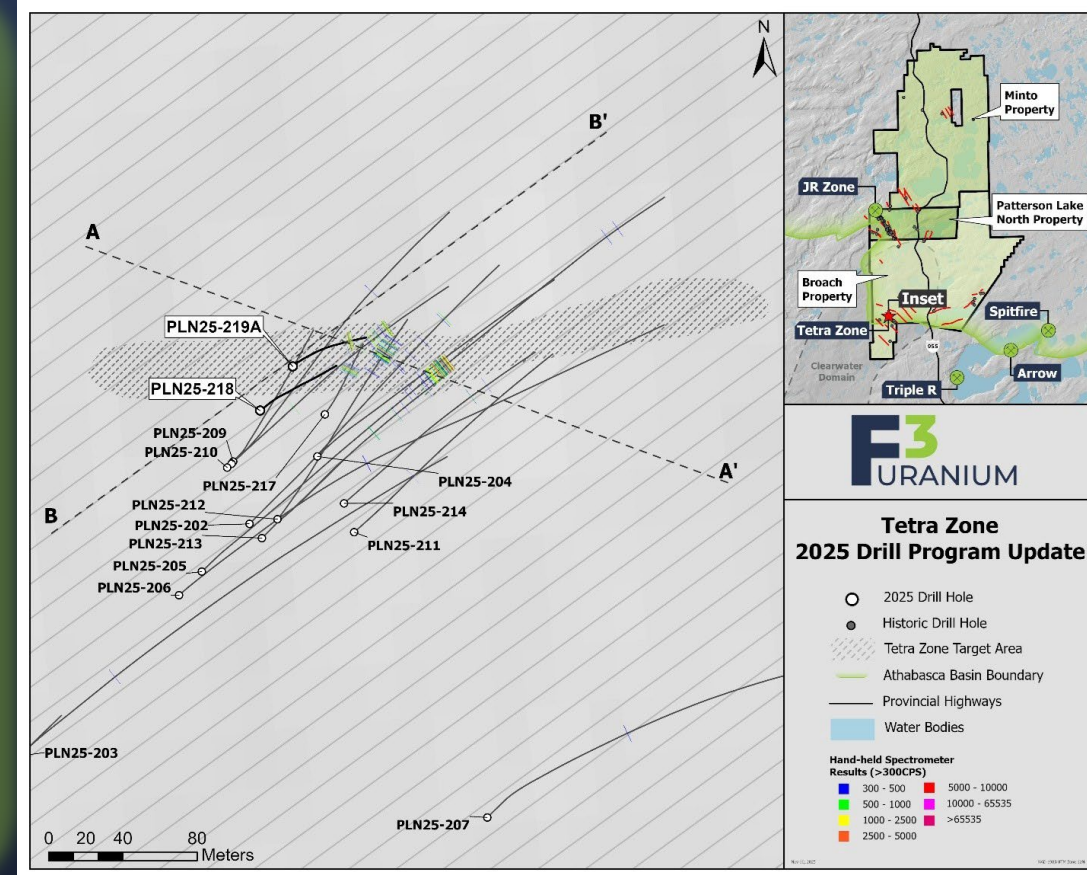 N
B'
A
PLN25-219A
PLN25-218
PLN25-209
PLN25-210
PLN25-217
PLN25-204
A'
PLN25-212
B
PLN25-202
PLN25-214
PLN25-213
PLN25-211
PLN25-205
PLN25-206
PLN25-203
PLN25-207
0 20 40 80
Meters
Minto
Property
JR Zone
Patterson Lake
North Property
Broach
Property
Inset
Spitfire
Tetra Zone
955
Clearwater
Domain
Arrow
Triple R
F3
URANIUM
Tetra Zone
2025 Drill Program Update
2025 Drill Hole
Historic Drill Hole
Tetra Zone Target Area
Athabasca Basin Boundary
Provincial Highways
Water Bodies
Hand-held Spectrometer
Results (>300CPS)
300 - 500 5000 - 10000
500 - 1000 10000 - 65535
1000 - 2500 >65535
2500 - 5000